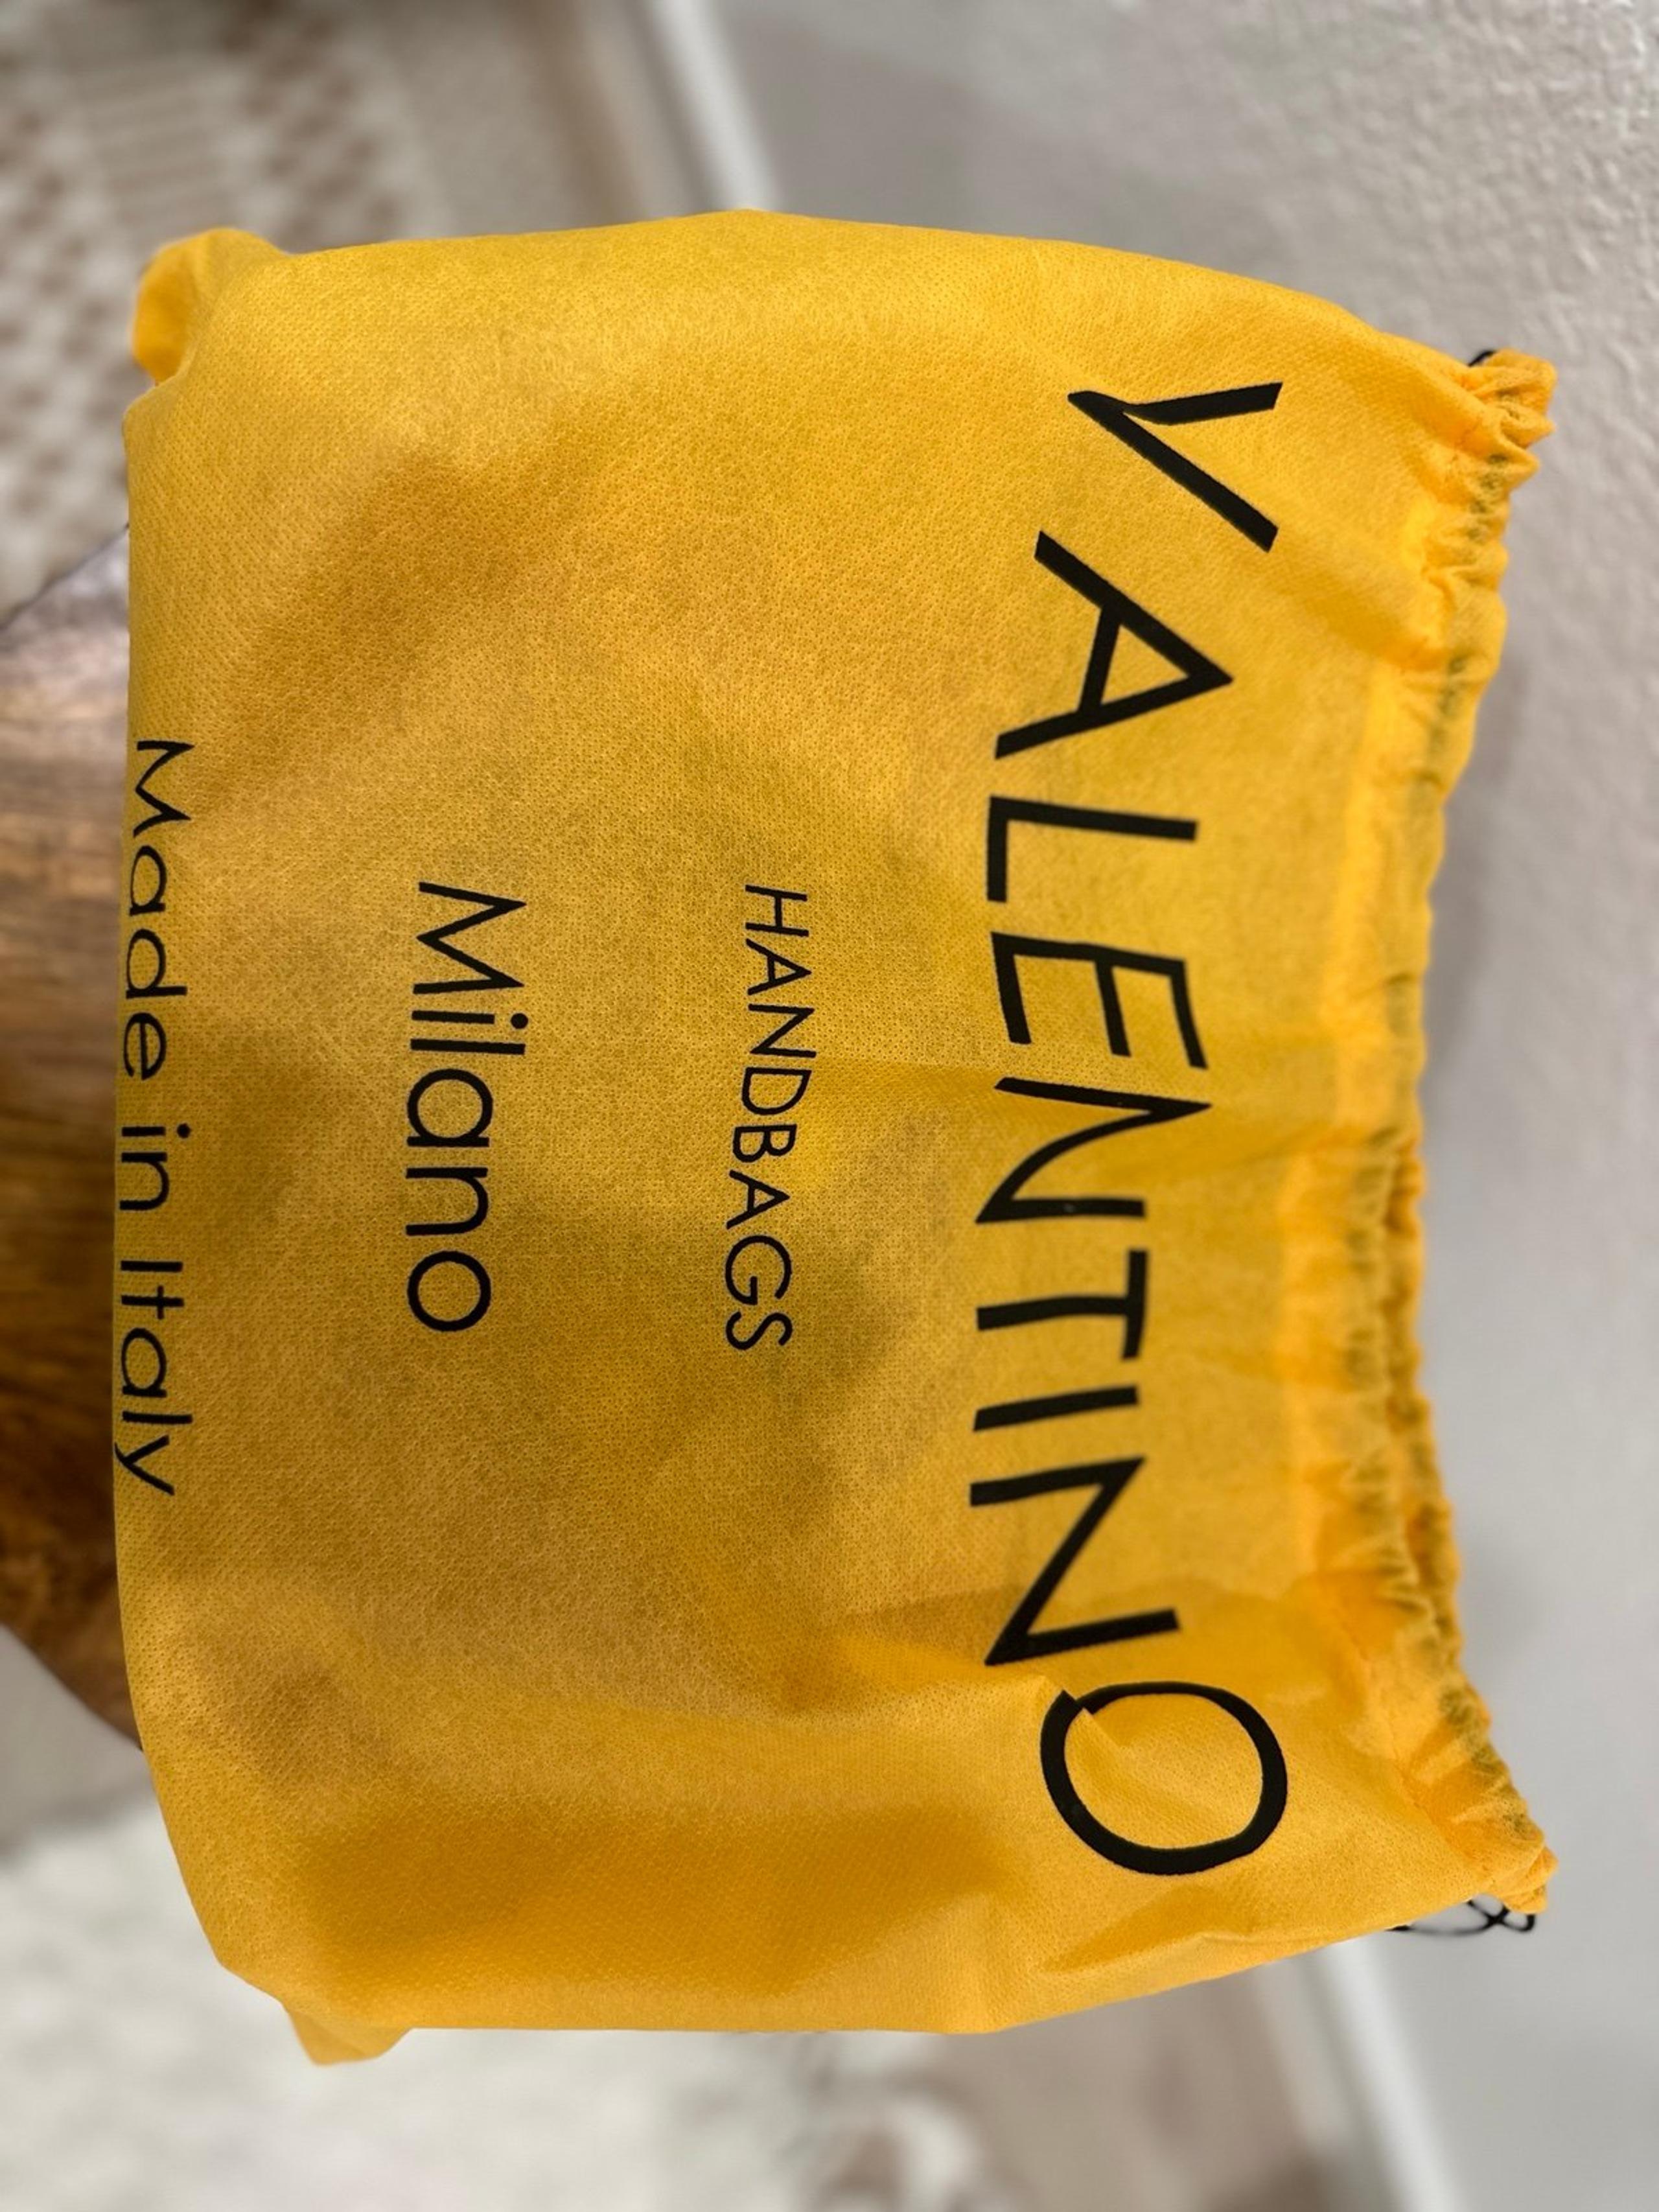 VALENTINO
HANDBAGS
Milano
Made in Italy